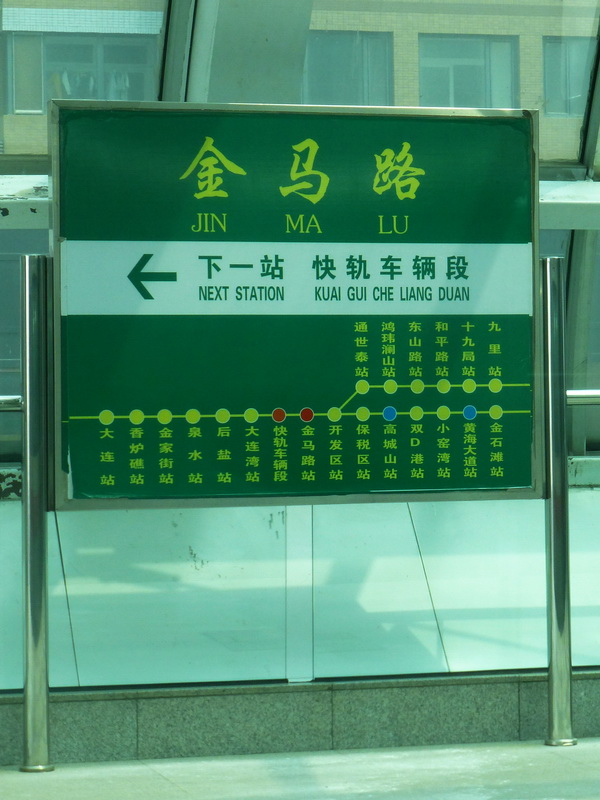 金马路
JIN MA LU
下一站 快轨车辆段
NEXT STATION KUAI GUI CHE LIANG DUAN
通世泰站
鸿玮澜山站
东山路站
和平路站
十九局站
九里站
大连站
香炉礁站
金家街站
泉水站
后盐站
大连湾站
快轨车辆段
金马路站
开发区站
保税区站
高城山站
双D港站
小窑湾站
黄海大道站
金石滩站